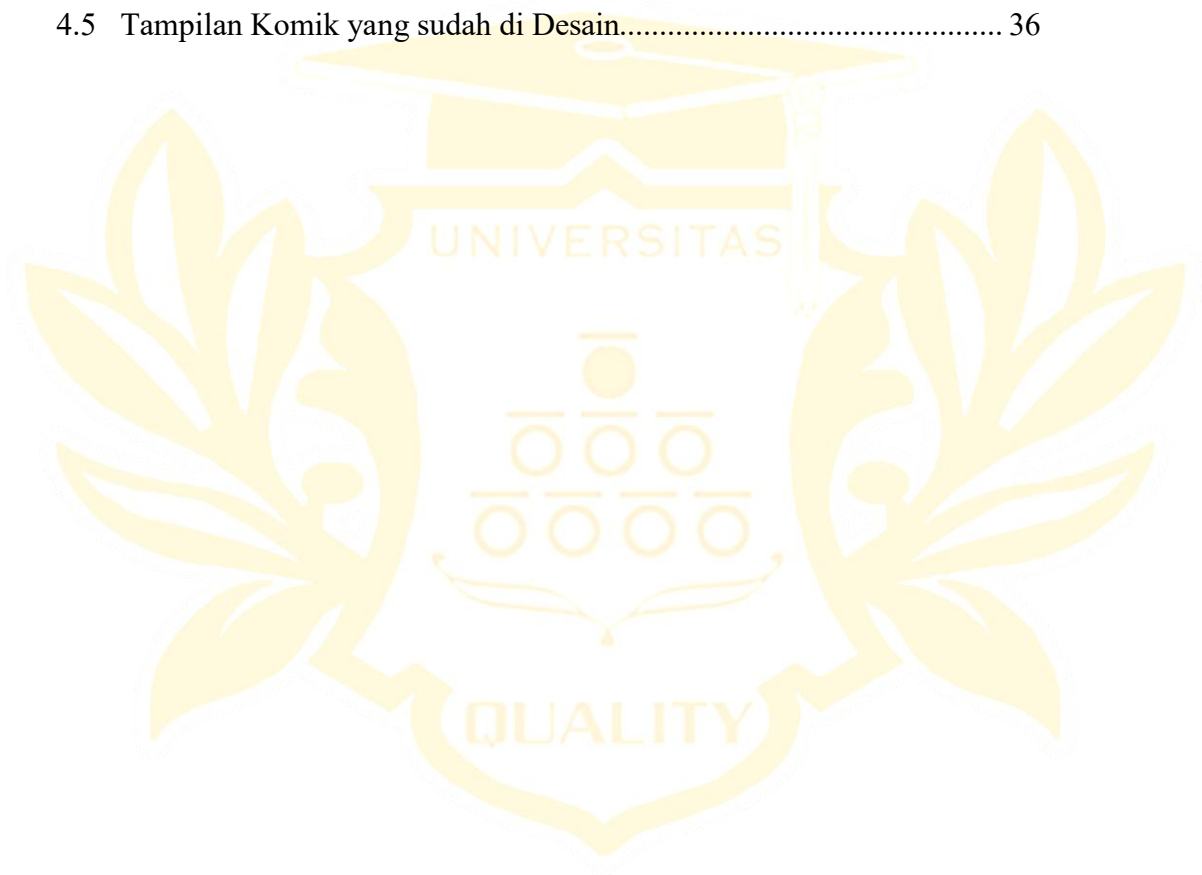 4.5 Tampilan Komik yang sudah di Desain............................................. 36
UNIVERSITAS
QUALITY